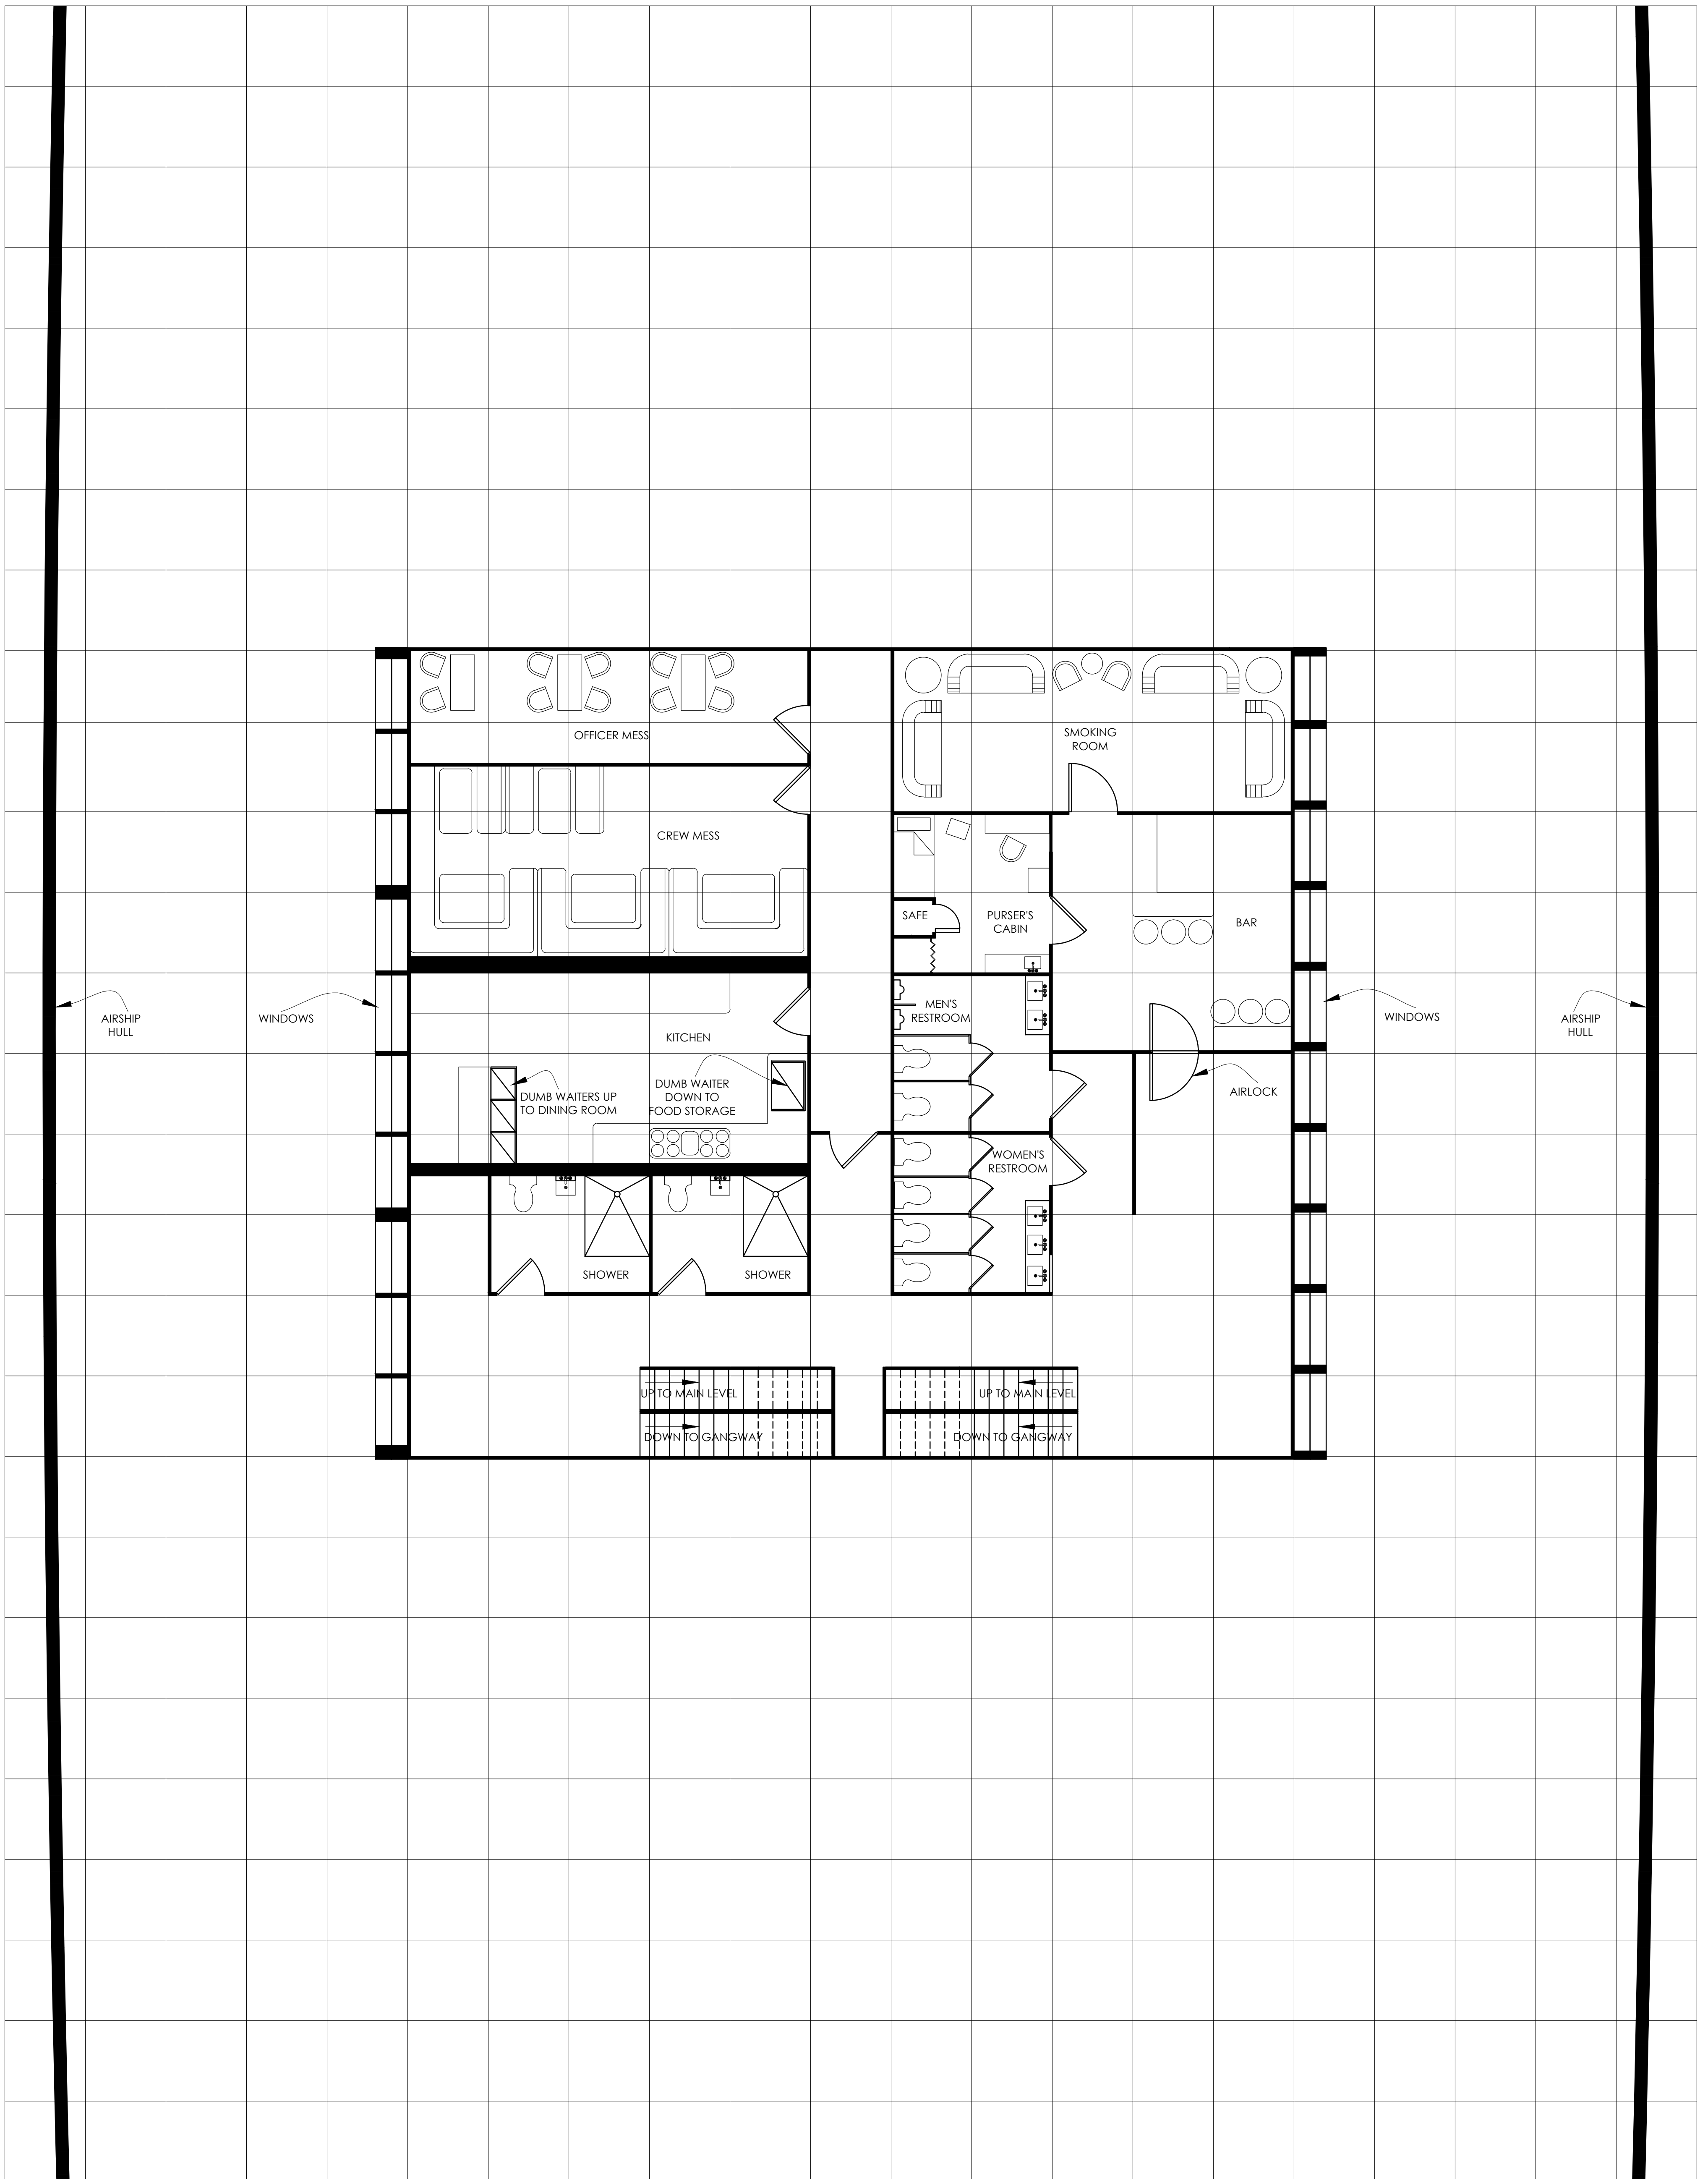 OFFICER MESS
SMOKING
ROOM
CREW MESS
SAFE
PURSER'S
CABIN
BAR
AIRSHIP
HULL
WINDOWS
MEN'S
RESTROOM
WINDOWS
AIRSHIP
HULL
KITCHEN
DUMB WAITERS UP
TO DINING ROOM
DUMB WAITER
DOWN TO
FOOD STORAGE
AIRLOCK
WOMEN'S
RESTROOM
SHOWER
SHOWER
UP TO MAIN LEVEL
UP TO MAIN LEVEL
DOWN TO GANGWAY
DOWN TO GANGWAY